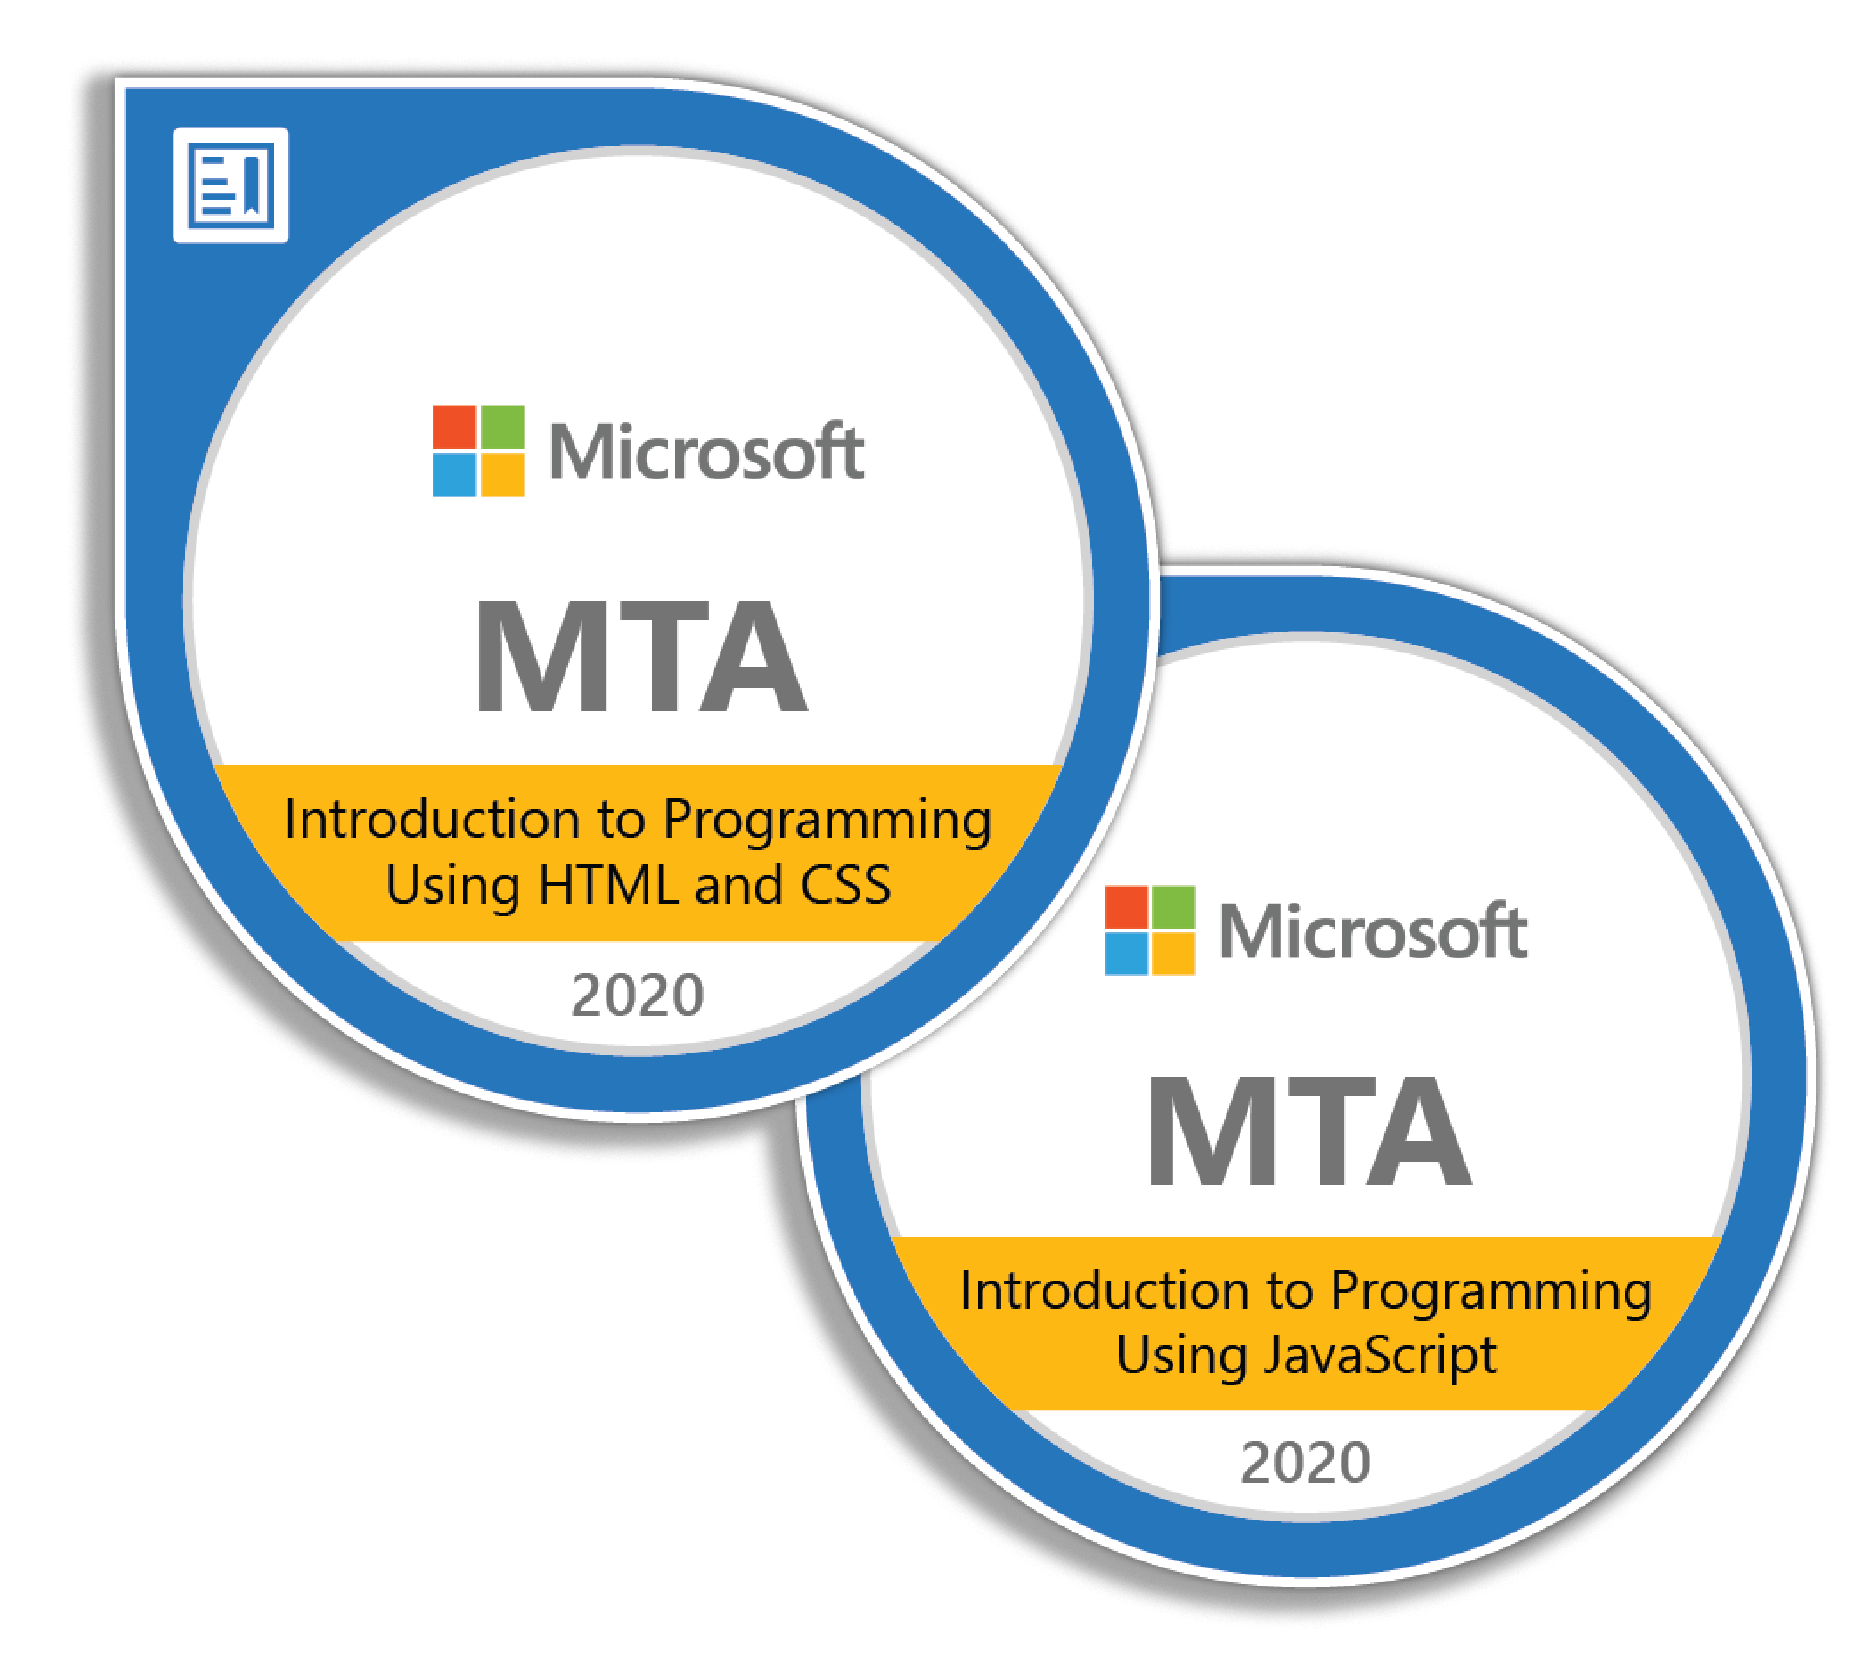 Microsoft
MTA
Introduction to Programming
Using HTML and CSS
2020
Microsoft
MTA
Introduction to Programming
Using JavaScript
2020